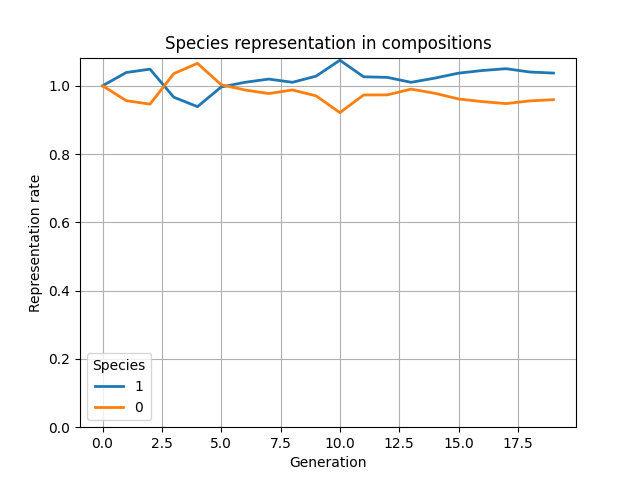 Species representation in compositions
Representation rate
1.0
0.8
0.6
0.4
0.2
0.0
Species
1
0
0.0 2.5 5.0 7.5 10.0 12.5 15.0 17.5
Generation